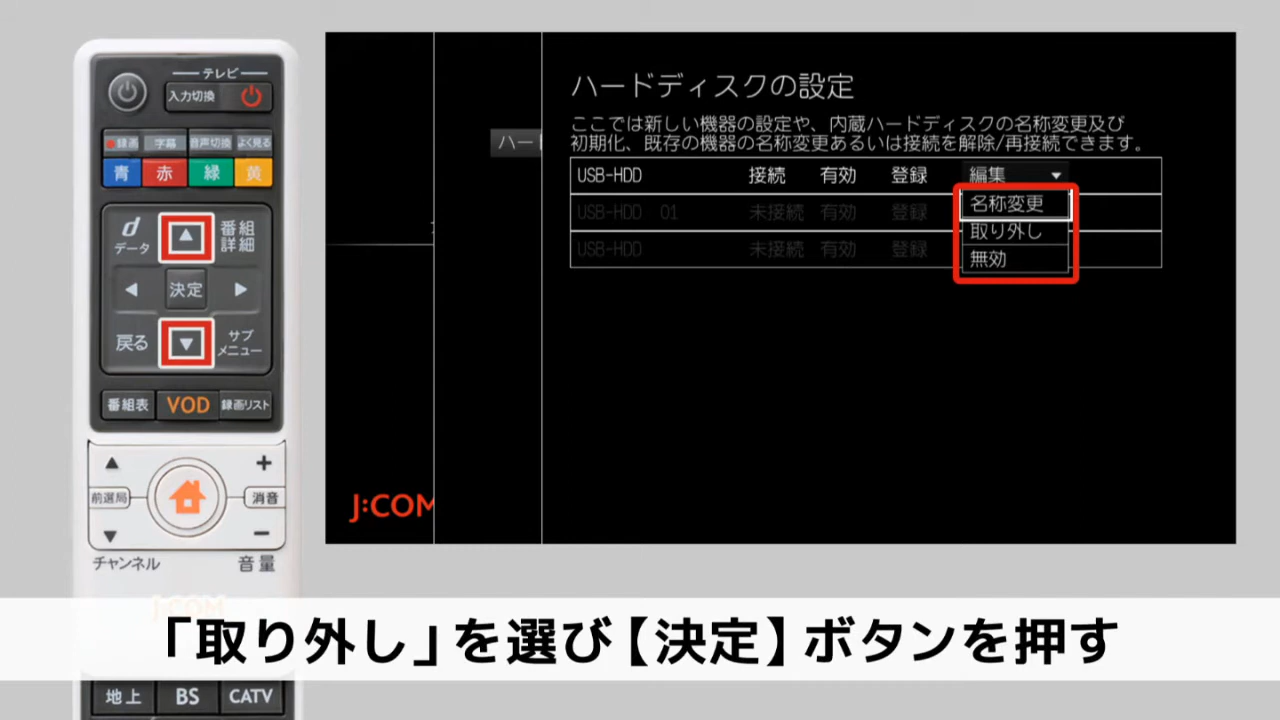 テレビ
入力切換
録画 字幕 音声切換 よく見る
青 赤 緑 黄
d
データ
▲
番組
詳細
◀ 決定 ▶
戻る
▼
サブ
メニュー
番組表 VOD 録画リスト
▲ +
前選局 消音
▼ −
チャンネル 音量
J:COM
地上 BS CATV
ハード
J:COM
ハードディスクの設定
ここでは新しい機器の設定や、内蔵ハードディスクの名称変更及び
初期化、既存の機器の名称変更あるいは接続を解除/再接続できます。
USB-HDD 接続 有効 登録 編集 ▼
USB-HDD 01 未接続 有効 登録
USB-HDD 未接続 有効 登録
名称変更
取り外し
無効
「取り外し」を選び【決定】ボタンを押す